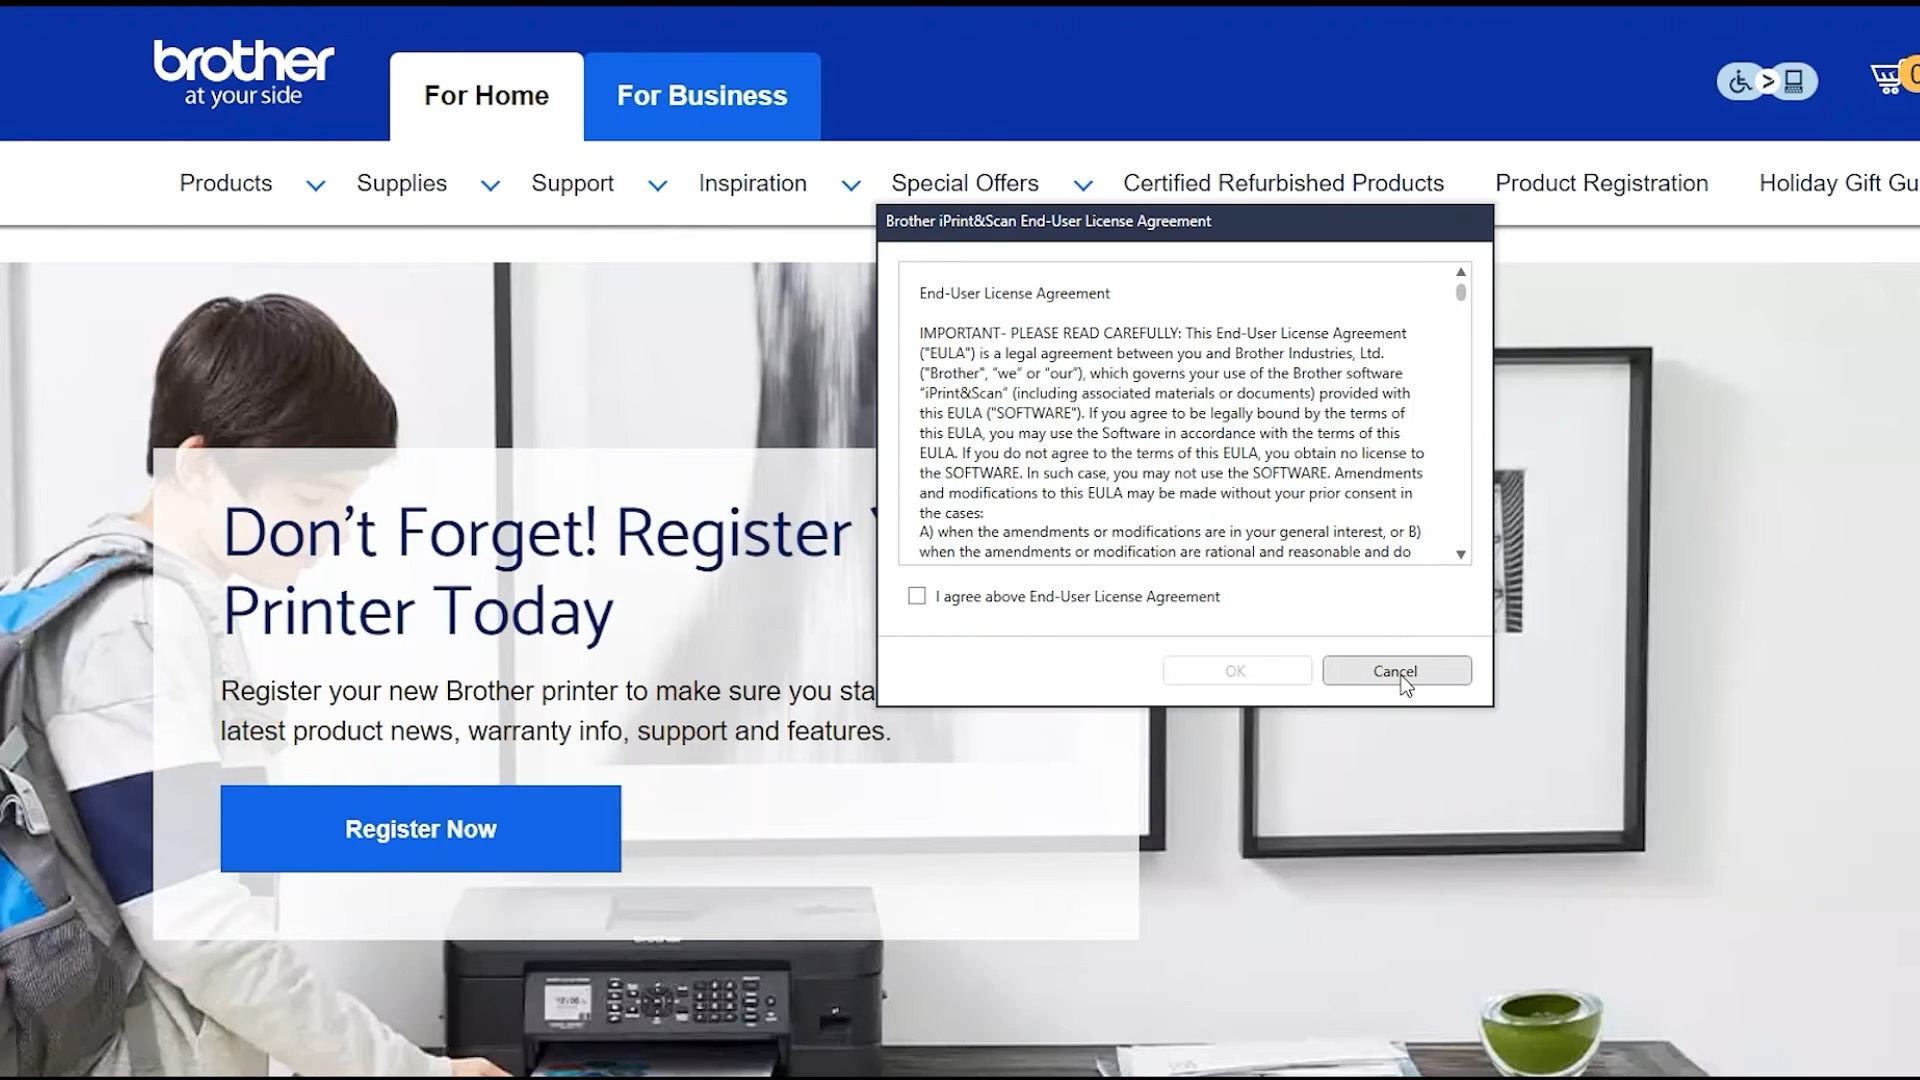 brother
at your side
For Home
For Business
Products
Supplies
Support
Inspiration
Special Offers
Certified Refurbished Products
Product Registration
Holiday Gift Gu
Brother iPrint&Scan End-User License Agreement
End-User License Agreement
IMPORTANT- PLEASE READ CAREFULLY: This End-User License Agreement
("EULA") is a legal agreement between you and Brother Industries, Ltd.
("Brother", "we" or "our"), which governs your use of the Brother software
"iPrint&Scan" (including associated materials or documents) provided with
this EULA ("SOFTWARE"). If you agree to be legally bound by the terms of
this EULA, you may use the Software in accordance with the terms of this
EULA. If you do not agree to the terms of this EULA, you obtain no license to
the SOFTWARE. In such case, you may not use the SOFTWARE. Amendments
and modifications to this EULA may be made without your prior consent in
the cases:
A) when the amendments or modifications are in your general interest, or B)
when the amendments or modification are rational and reasonable and do
I agree above End-User License Agreement
OK
Cancel
Don't Forget! Register
Printer Today
Register your new Brother printer to make sure you sta
latest product news, warranty info, support and features.
Register Now
brother